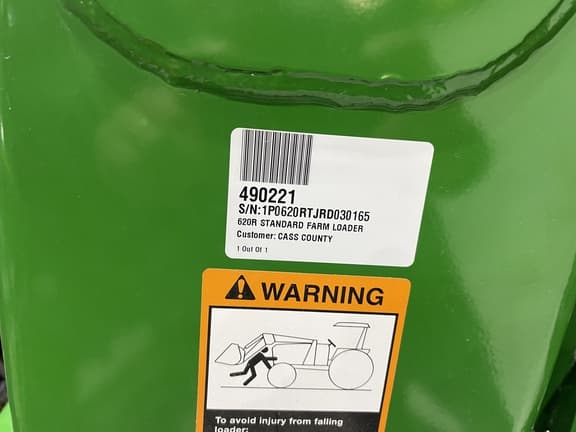 490221
S/N:1P0620RTJRD030165
620R STANDARD FARM LOADER
Customer: CASS COUNTY
1 Out Of 1
WARNING
To avoid injury from falling
loader: